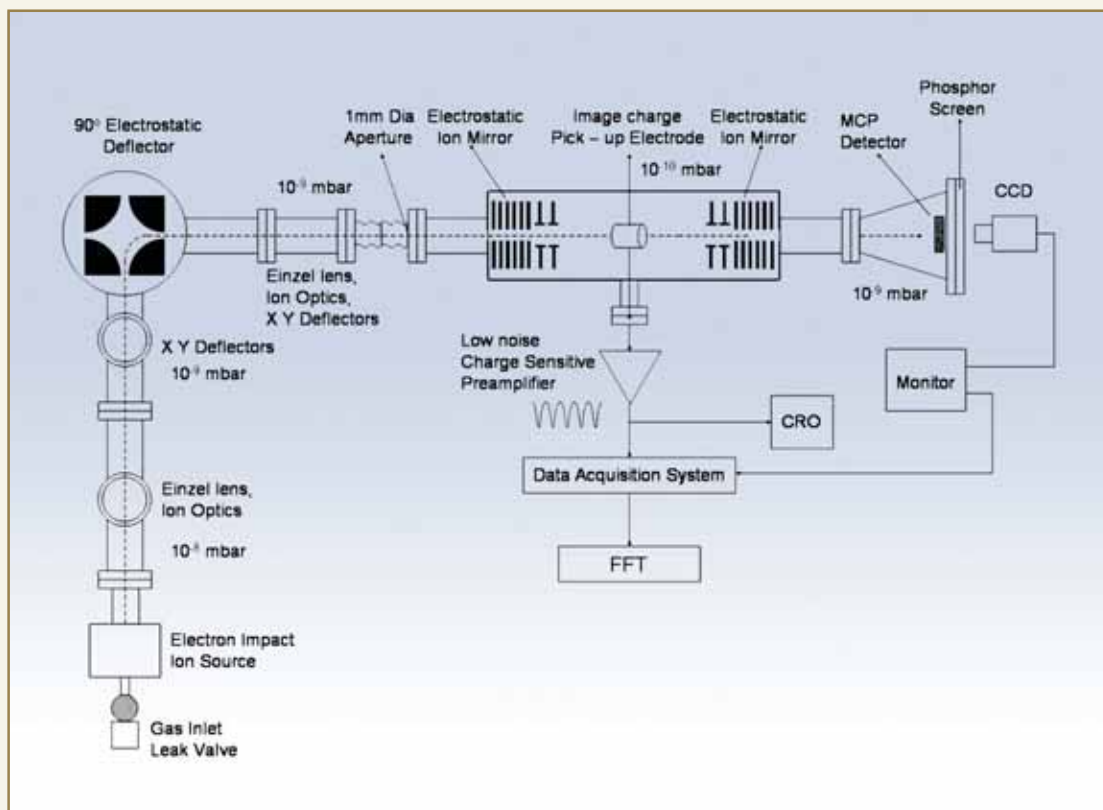 90° Electrostatic
Deflector
1mm Dia
Aperture
Electrostatic
Ion Mirror
Image charge
Pick – up Electrode
Electrostatic
Ion Mirror
MCP
Detector
Phosphor
Screen
CCD
10⁻⁹ mbar
10⁻¹⁰ mbar
10⁻⁹ mbar
Einzel lens,
Ion Optics,
X Y Deflectors
X Y Deflectors
10⁻⁹ mbar
Low noise
Charge Sensitive
Preamplifier
Monitor
CRO
Data Acquisition System
FFT
Einzel lens,
Ion Optics
10⁻⁸ mbar
Electron Impact
Ion Source
Gas Inlet
Leak Valve